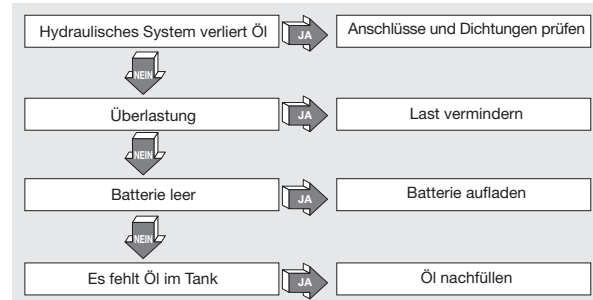 Hydraulisches System verliert Öl
JA
Anschlüsse und Dichtungen prüfen
NEIN
Überlastung
JA
Last vermindern
NEIN
Batterie leer
JA
Batterie aufladen
NEIN
Es fehlt Öl im Tank
JA
Öl nachfüllen